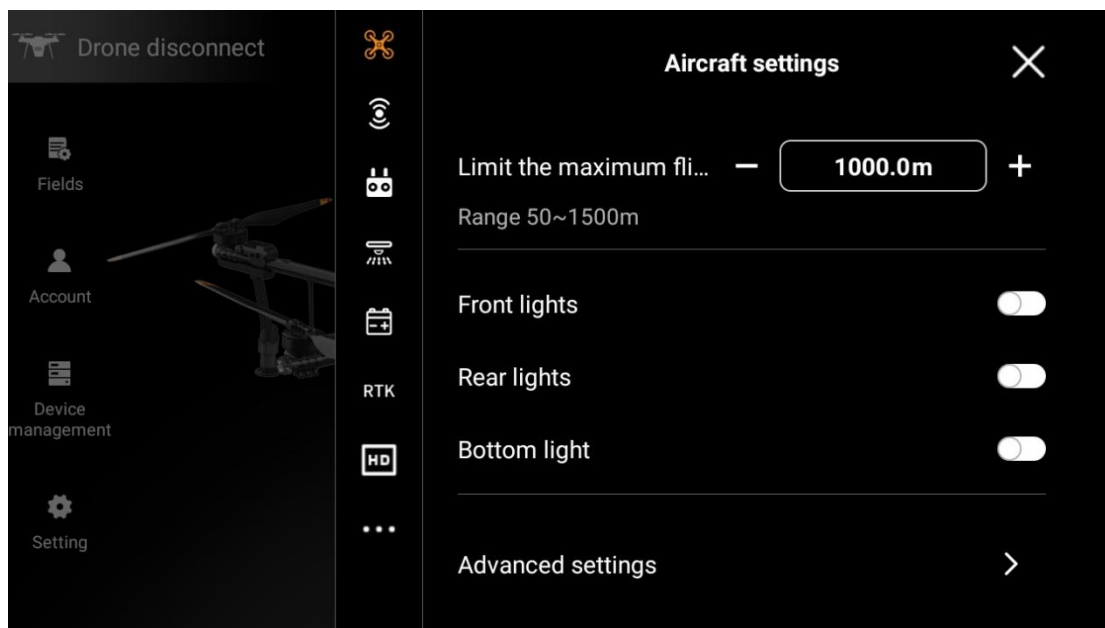 Drone disconnect
Fields
Account
Device
management
Setting
RTK
HD
Aircraft settings
Limit the maximum fli...
1000.0m
Range 50~1500m
Front lights
Rear lights
Bottom light
Advanced settings